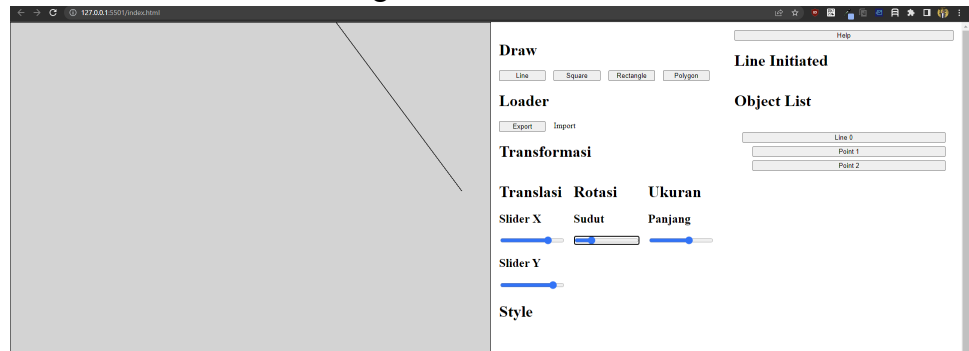 127.0.0.1:5501/index.html
Draw
Line
Square
Rectangle
Polygon
Loader
Export
Import
Transformasi
Translasi
Rotasi
Ukuran
Slider X
Sudut
Panjang
Slider Y
Style
Help
Line Initiated
Object List
Line 0
Point 1
Point 2